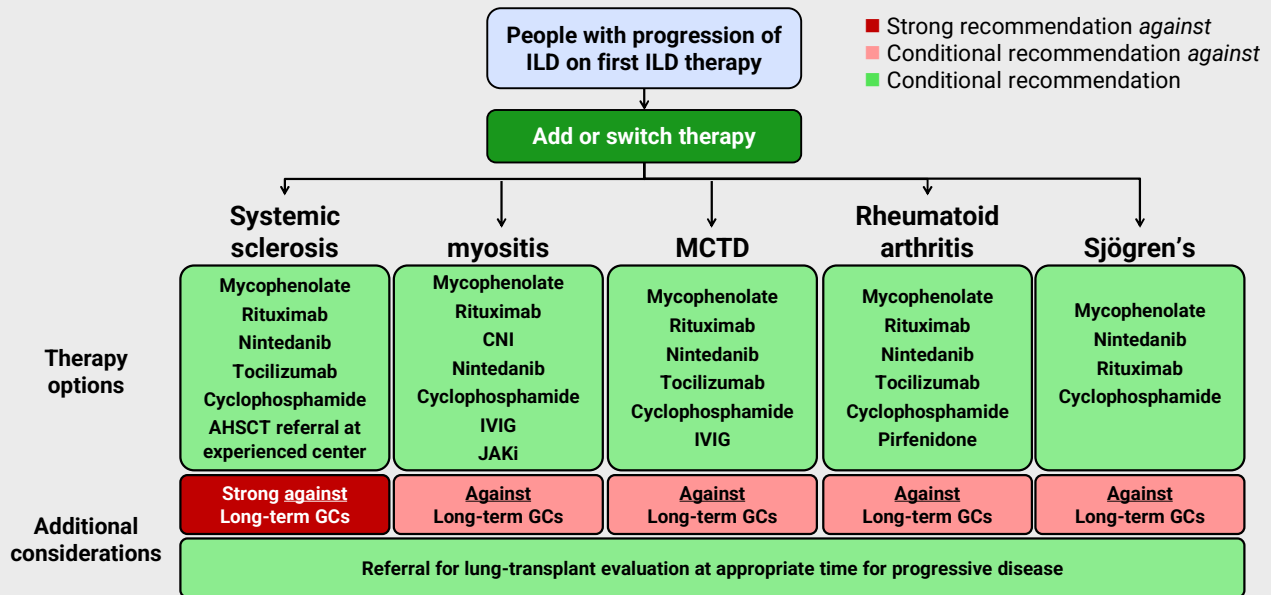 People with progression of
ILD on first ILD therapy
Strong recommendation against
Conditional recommendation against
Conditional recommendation
Add or switch therapy
Systemic
sclerosis
myositis
MCTD
Rheumatoid
arthritis
Sjögren's
Therapy
options
Mycophenolate
Rituximab
Nintedanib
Tocilizumab
Cyclophosphamide
AHSCT referral at
experienced center
Mycophenolate
Rituximab
CNI
Nintedanib
Cyclophosphamide
IVIG
JAKi
Mycophenolate
Rituximab
Nintedanib
Tocilizumab
Cyclophosphamide
IVIG
Mycophenolate
Rituximab
Nintedanib
Tocilizumab
Cyclophosphamide
Pirfenidone
Mycophenolate
Nintedanib
Rituximab
Cyclophosphamide
Additional
considerations
Strong against
Long-term GCs
Against
Long-term GCs
Against
Long-term GCs
Against
Long-term GCs
Against
Long-term GCs
Referral for lung-transplant evaluation at appropriate time for progressive disease